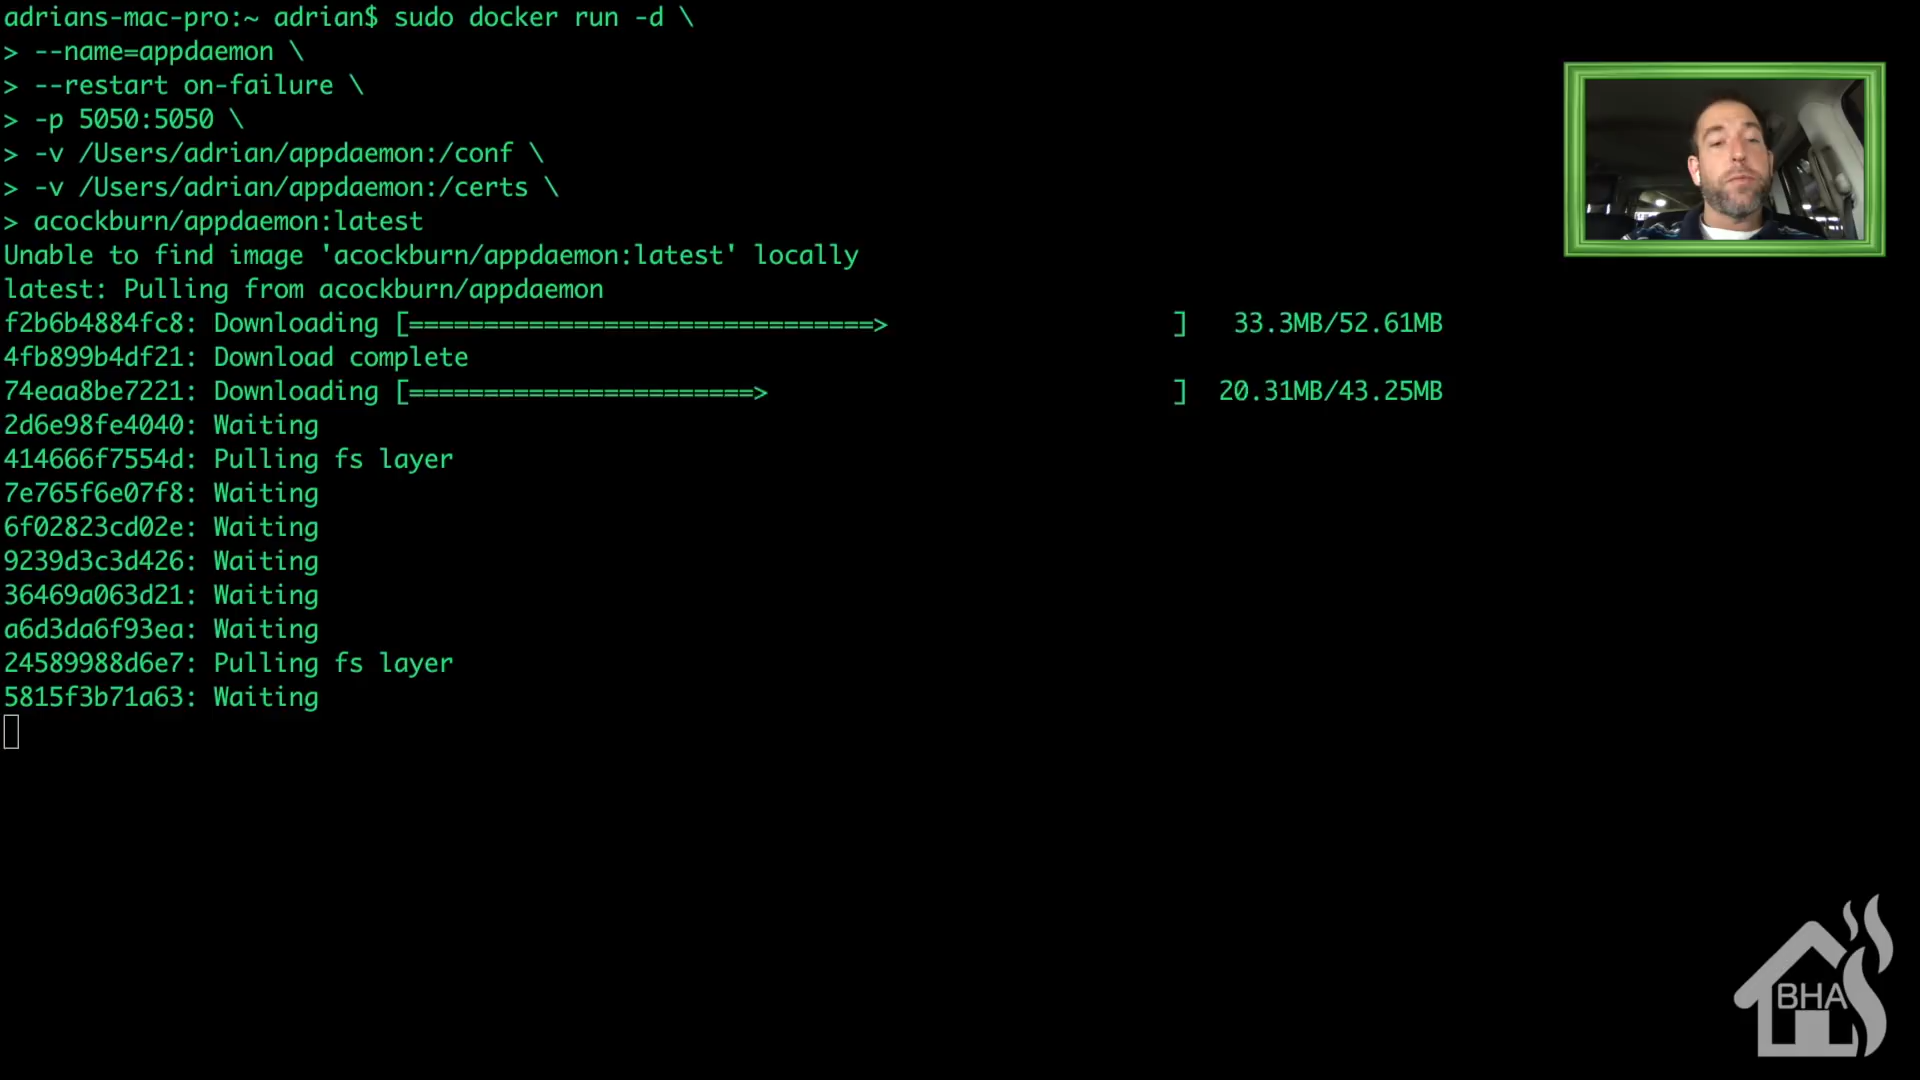 adrians-mac-pro:~ adrian$ sudo docker run -d \
> --name=appdaemon \
> --restart on-failure \
> -p 5050:5050 \
> -v /Users/adrian/appdaemon:/conf \
> -v /Users/adrian/appdaemon:/certs \
> acockburn/appdaemon:latest
Unable to find image 'acockburn/appdaemon:latest' locally
latest: Pulling from acockburn/appdaemon
f2b6b4884fc8: Downloading [===============================>                   ]   33.3MB/52.61MB
4fb899b4df21: Download complete
74eaa8be7221: Downloading [=======================>                           ]  20.31MB/43.25MB
2d6e98fe4040: Waiting
414666f7554d: Pulling fs layer
7e765f6e07f8: Waiting
6f02823cd02e: Waiting
9239d3c3d426: Waiting
36469a063d21: Waiting
a6d3da6f93ea: Waiting
24589988d6e7: Pulling fs layer
5815f3b71a63: Waiting
BHA